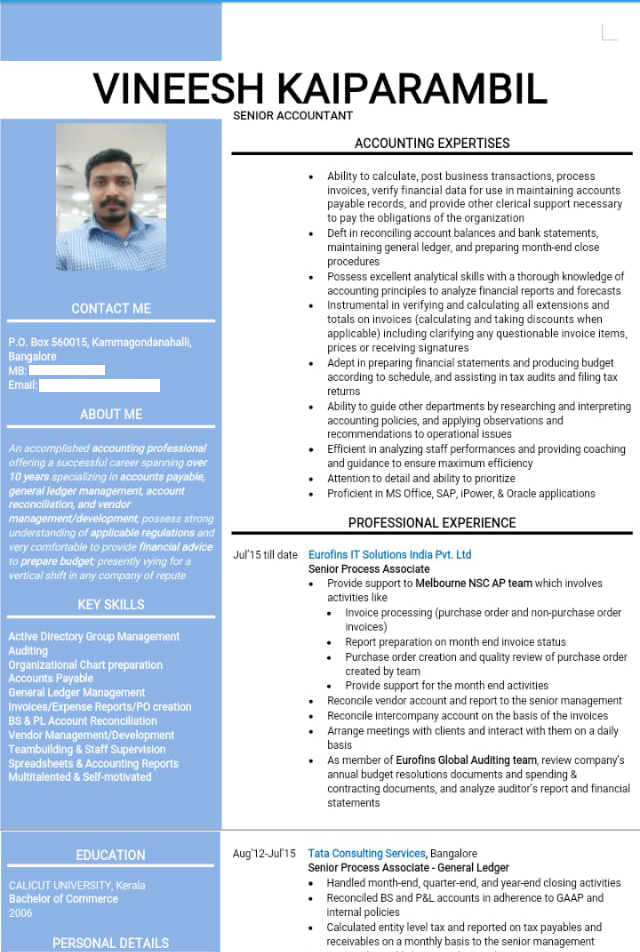 VINEESH KAIPARAMBIL
SENIOR ACCOUNTANT
CONTACT ME
P.O. Box 560015, Kammagondanahalli,
Bangalore
MB:
Email:
ABOUT ME
An accomplished accounting professional
offering a successful career spanning over
10 years specializing in accounts payable,
general ledger management, account
reconciliation, and vendor
management/development; possess strong
understanding of applicable regulations and
very comfortable to provide financial advice
to prepare budget; presently vying for a
vertical shift in any company of repute
KEY SKILLS
Active Directory Group Management
Auditing
Organizational Chart preparation
Accounts Payable
General Ledger Management
Invoices/Expense Reports/PO creation
BS & PL Account Reconciliation
Vendor Management/Development
Teambuilding & Staff Supervision
Spreadsheets & Accounting Reports
Multitalented & Self-motivated
EDUCATION
CALICUT UNIVERSITY, Kerala
Bachelor of Commerce
2006
PERSONAL DETAILS
ACCOUNTING EXPERTISES
• Ability to calculate, post business transactions, process
invoices, verify financial data for use in maintaining accounts
payable records, and provide other clerical support necessary
to pay the obligations of the organization
• Deft in reconciling account balances and bank statements,
maintaining general ledger, and preparing month-end close
procedures
• Possess excellent analytical skills with a thorough knowledge of
accounting principles to analyze financial reports and forecasts
• Instrumental in verifying and calculating all extensions and
totals on invoices (calculating and taking discounts when
applicable) including clarifying any questionable invoice items,
prices or receiving signatures
• Adept in preparing financial statements and producing budget
according to schedule, and assisting in tax audits and filing tax
returns
• Ability to guide other departments by researching and interpreting
accounting policies, and applying observations and
recommendations to operational issues
• Efficient in analyzing staff performances and providing coaching
and guidance to ensure maximum efficiency
• Attention to detail and ability to prioritize
• Proficient in MS Office, SAP, iPower, & Oracle applications
PROFESSIONAL EXPERIENCE
Jul'15 till date Eurofins IT Solutions India Pvt. Ltd
Senior Process Associate
• Provide support to Melbourne NSC AP team which involves
activities like
• Invoice processing (purchase order and non-purchase order
invoices)
• Report preparation on month end invoice status
• Purchase order creation and quality review of purchase order
created by team
• Provide support for the month end activities
• Reconcile vendor account and report to the senior management
• Reconcile intercompany account on the basis of the invoices
• Arrange meetings with clients and interact with them on a daily
basis
• As member of Eurofins Global Auditing team, review company's
annual budget resolutions documents and spending &
contracting documents, and analyze auditor's report and financial
statements
Aug'12-Jul'15 Tata Consulting Services, Bangalore
Senior Process Associate - General Ledger
• Handled month-end, quarter-end, and year-end closing activities
• Reconciled BS and P&L accounts in adherence to GAAP and
internal policies
• Calculated entity level tax and reported on tax payables and
receivables on a monthly basis to the senior management